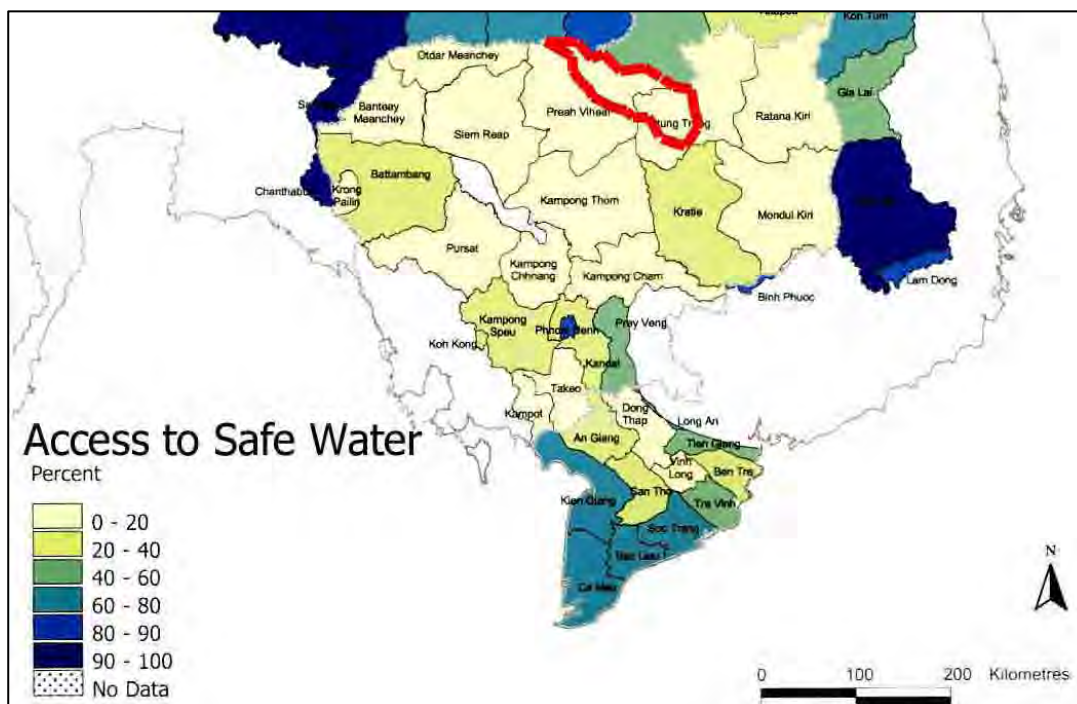 Kon Tum
Otdar Meanchey
Gia Lai
Banteay
Meanchey
Preah Vihear
Ratana Kiri
Siem Reap
Battambang
Chanthabu
Krong
Pailin
Kampong Thom
Kratie
Mondul Kiri
Pursat
Kampong
Chhnang
Kampong Cham
Lam Dong
Binh Phuoc
Kampong
Speu
Phnom Penh
Prey Veng
Koh Kong
Kandal
Takeo
Kampot
Dong
Thap
Long An
An Giang
Tien Giang
Vinh
Long
Ben Tre
Kien Giang
Can Tho
Tra Vinh
Soc Trang
Bac Lieu
Ca Mau
Access to Safe Water
Percent
0 - 20
20 - 40
40 - 60
60 - 80
80 - 90
90 - 100
No Data
N
0 100 200 Kilometres